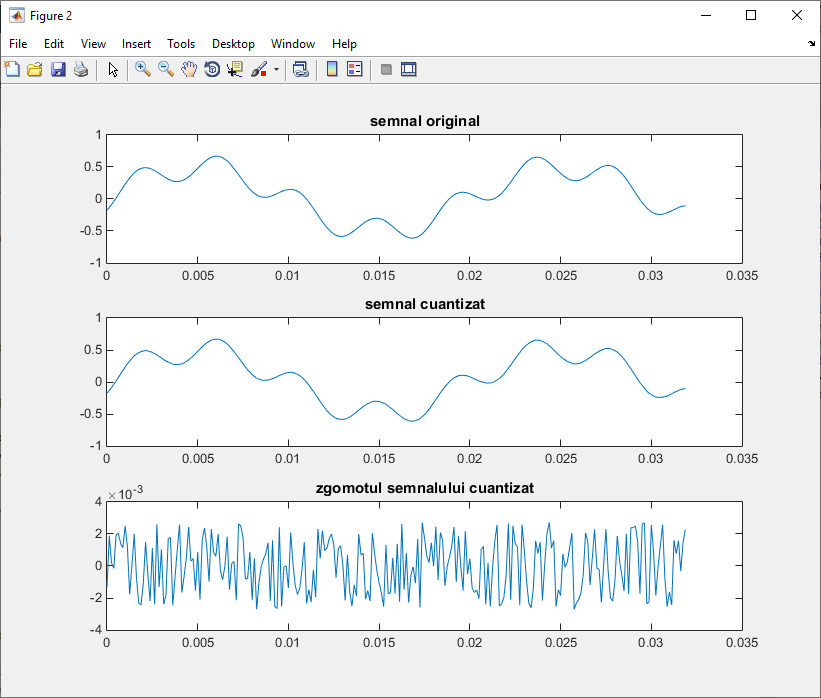 Figure 2
File Edit View Insert Tools Desktop Window Help
semnal original
1
0.5
0
-0.5
-1
0 0.005 0.01 0.015 0.02 0.025 0.03 0.035
semnal cuantizat
1
0.5
0
-0.5
-1
0 0.005 0.01 0.015 0.02 0.025 0.03 0.035
zgomotul semnalului cuantizat
×10⁻³
4
2
0
-2
-4
0 0.005 0.01 0.015 0.02 0.025 0.03 0.035